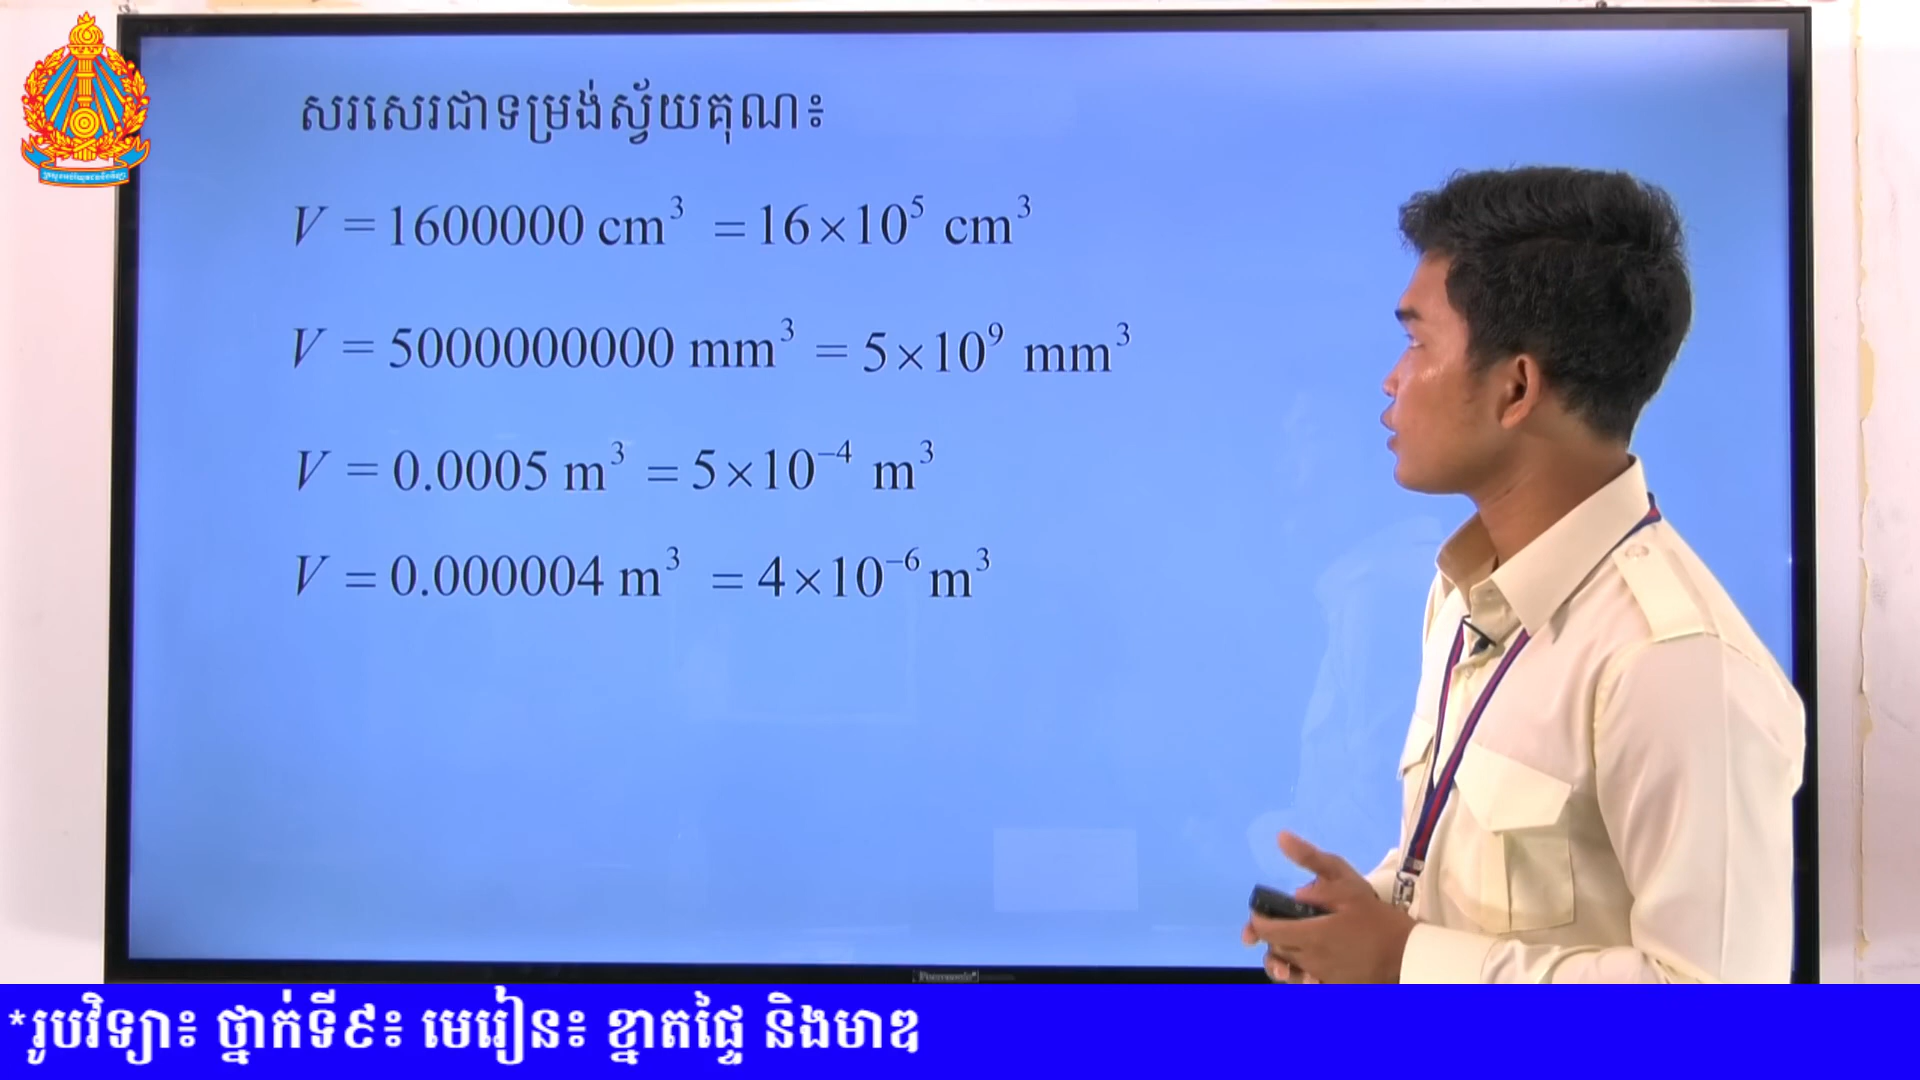 សរសេរជាទម្រង់ស្វ័យគុណ៖
V = 1600000 cm³ = 16×10⁵ cm³
V = 5000000000 mm³ = 5×10⁹ mm³
V = 0.0005 m³ = 5×10⁻⁴ m³
V = 0.000004 m³ = 4×10⁻⁶ m³
*រូបវិទ្យា៖ ថ្នាក់ទី៩៖ មេរៀន៖ ខ្នាតផ្ទៃ និងមាឌ